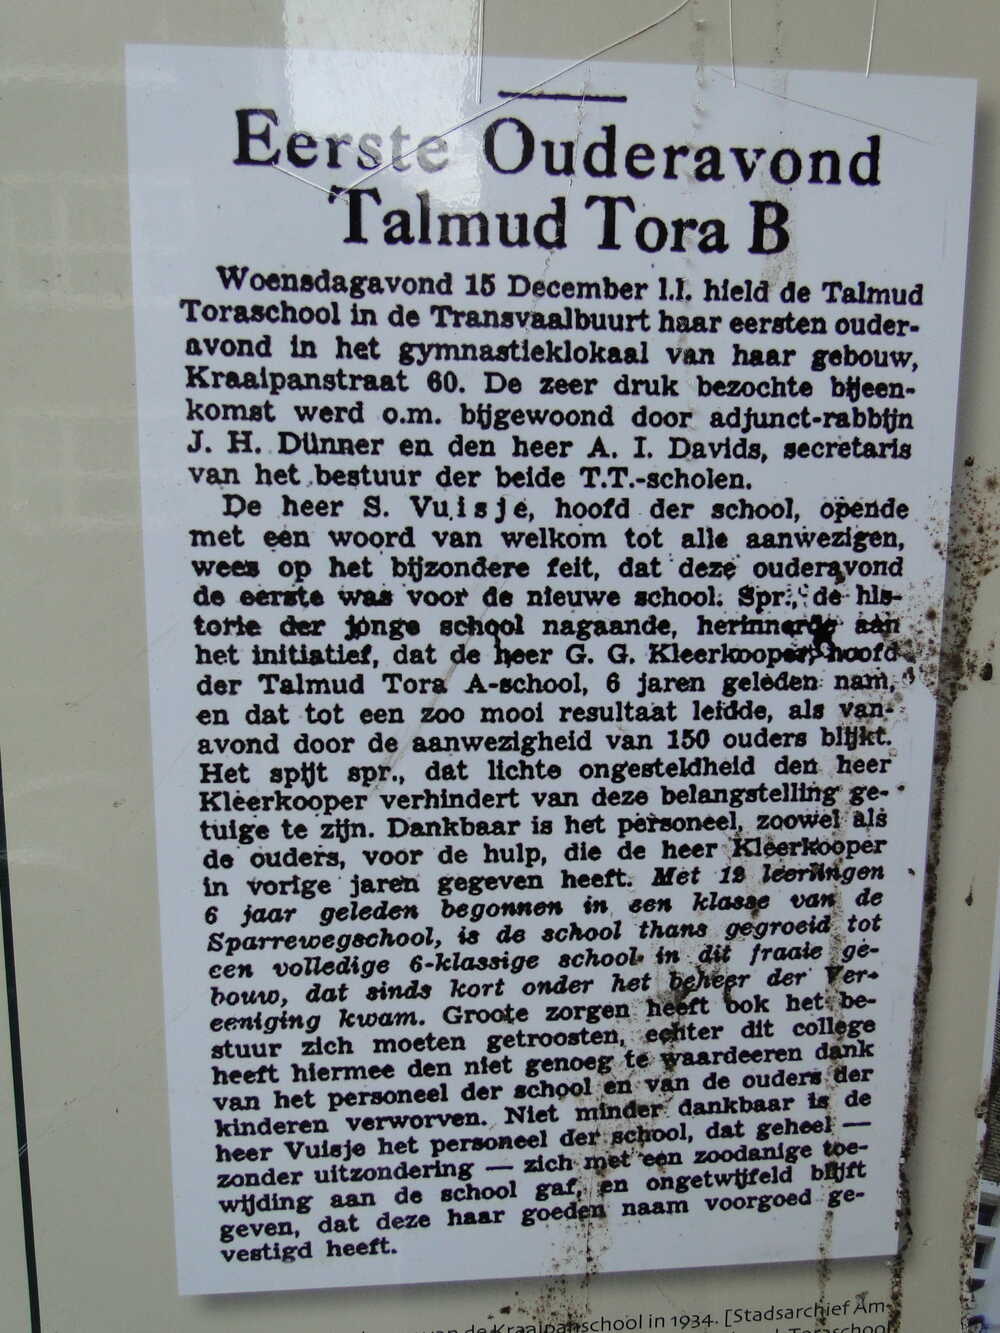 Eerste Ouderavond
Talmud Tora B
Woensdagavond 15 December l.l. hield de Talmud
Toraschool in de Transvaalbuurt haar eersten ouder-
avond in het gymnastieklokaal van haar gebouw,
Kraaipanstraat 60. De zeer druk bezochte bijeen-
komst werd o.m. bijgewoond door adjunct-rabbijn
J. H. Dünner en den heer A. I. Davids, secretaris
van het bestuur der beide T.T.-scholen.
De heer S. Vuisje, hoofd der school, opende
met een woord van welkom tot alle aanwezigen,
wees op het bijzondere feit, dat deze ouderavond
de eerste was voor de nieuwe school. Spr., de his-
torie der jonge school nagaande, herinnerde aan
het initiatief, dat de heer G. G. Kleerkooper, hoofd
der Talmud Tora A-school, 6 jaren geleden nam,
en dat tot een zoo mooi resultaat leidde, als van-
avond door de aanwezigheid van 150 ouders blijkt.
Het spijt spr., dat lichte ongesteldheid den heer
Kleerkooper verhindert van deze belangstelling ge-
tuige te zijn. Dankbaar is het personeel, zoowel als
de ouders, voor de hulp, die de heer Kleerkooper
in vorige jaren gegeven heeft. Met 12 leerlingen
6 jaar geleden begonnen in een klasse van de
Sparrewegschool, is de school thans gegroeid tot
een volledige 6-klassige school in dit fraaie ge-
bouw, dat sinds kort onder het beheer der Ver-
eeniging kwam. Groote zorgen heeft ook het be-
stuur zich moeten getroosten, echter dit college
heeft hiermee den niet genoeg te waardeeren dank
van het personeel der school en van de ouders der
kinderen verworven. Niet minder dankbaar is de
heer Vuisje het personeel der school, dat geheel —
zonder uitzondering — zich met een zoodanige toe-
wijding aan de school gaf, en ongetwijfeld blijft
geven, dat deze haar goeden naam voorgoed ge-
vestigd heeft.
de Kraaipanschool in 1934. [Stadsarchief Am-
Toraschool